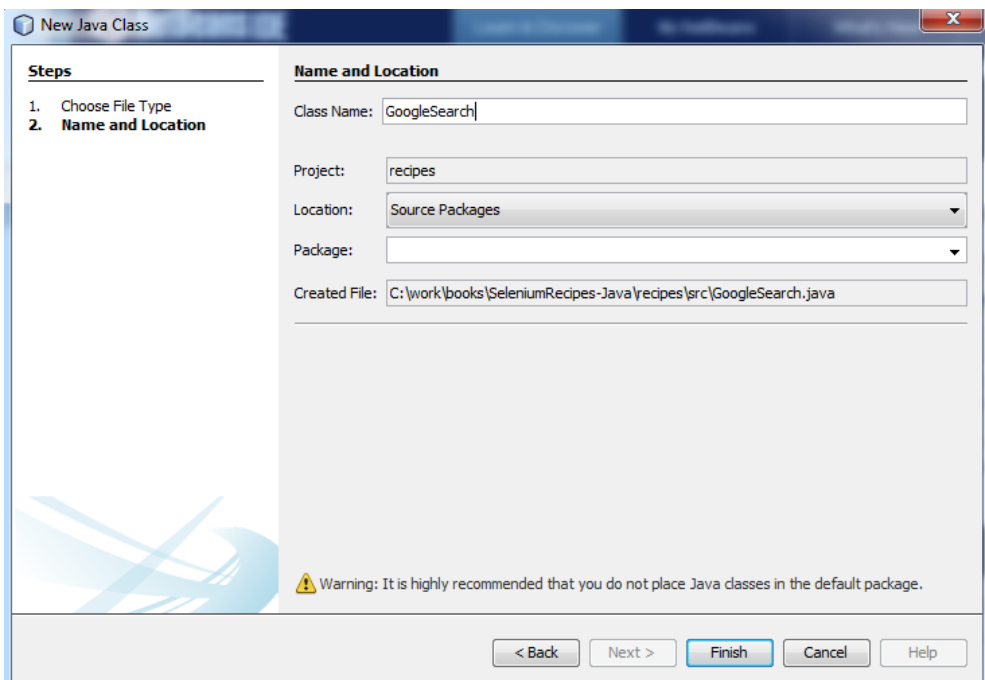 New Java Class
Steps
1. Choose File Type
2. Name and Location
Name and Location
Class Name: GoogleSearch
Project: recipes
Location: Source Packages
Package:
Created File: C:\work\books\SeleniumRecipes-Java\recipes\src\GoogleSearch.java
Warning: It is highly recommended that you do not place Java classes in the default package.
< Back Next > Finish Cancel Help